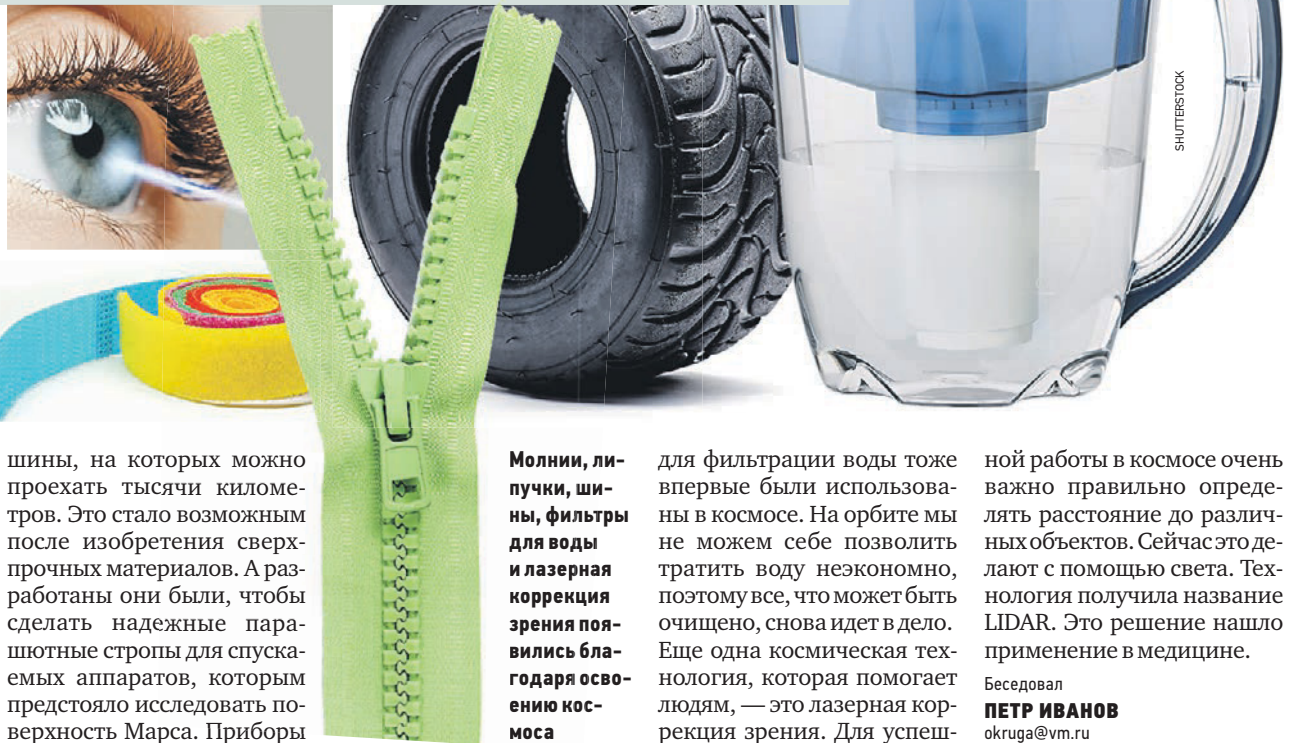 SHUTTERSTOCK
шины, на которых можно
проехать тысячи киломе-
тров. Это стало возможным
после изобретения сверх-
прочных материалов. А раз-
работаны они были, чтобы
сделать надежные пара-
шютные стропы для спуска-
емых аппаратов, которым
предстояло исследовать по-
верхность Марса. Приборы
Молнии, ли-
пучки, ши-
ны, фильтры
для воды
и лазерная
коррекция
зрения поя-
вились бла-
годаря осво-
ению кос-
моса
для фильтрации воды тоже
впервые были использова-
ны в космосе. На орбите мы
не можем себе позволить
тратить воду неэкономно,
поэтому все, что может быть
очищено, снова идет в дело.
Еще одна космическая тех-
нология, которая помогает
людям, — это лазерная кор-
рекция зрения. Для успеш-
ной работы в космосе очень
важно правильно опреде-
лять расстояние до различ-
ных объектов. Сейчас это де-
лают с помощью света. Тех-
нология получила название
LIDAR. Это решение нашло
применение в медицине.
Беседовал
ПЕТР ИВАНОВ
okruga@vm.ru